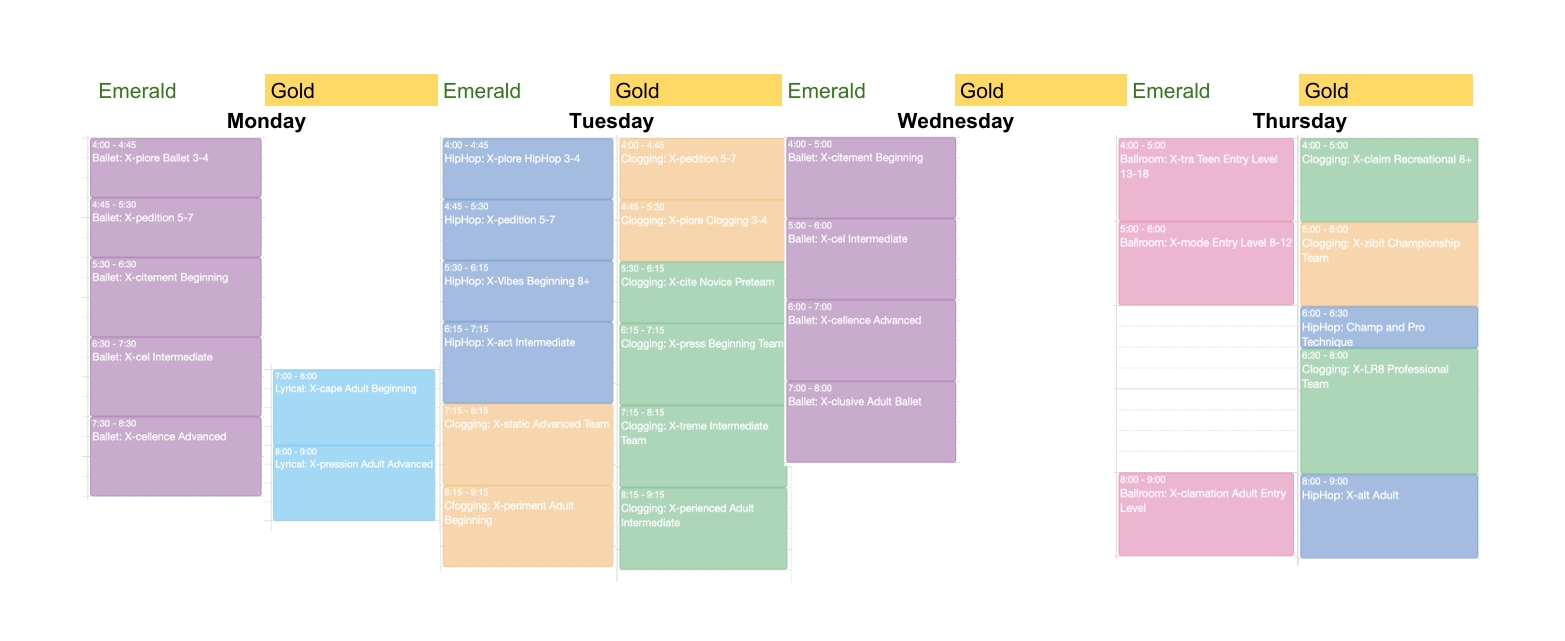 Emerald
Gold
Emerald
Gold
Emerald
Gold
Emerald
Gold
Monday
Tuesday
Wednesday
Thursday
4:00 - 4:45
Ballet: X-plore Ballet 3-4
4:45 - 5:30
Ballet: X-pedition 5-7
5:30 - 6:30
Ballet: X-citement Beginning
6:30 - 7:30
Ballet: X-cel Intermediate
7:30 - 8:30
Ballet: X-cellence Advanced
7:00 - 8:00
Lyrical: X-cape Adult Beginning
8:00 - 9:00
Lyrical: X-pression Adult Advanced
4:00 - 4:45
HipHop: X-plore HipHop 3-4
4:45 - 5:30
HipHop: X-pedition 5-7
5:30 - 6:15
HipHop: X-Vibes Beginning 8+
6:15 - 7:15
HipHop: X-act Intermediate
7:15 - 8:15
Clogging: X-static Advanced Team
8:15 - 9:15
Clogging: X-periment Adult
Beginning
4:00 - 4:45
Clogging: X-pedition 5-7
4:45 - 5:30
Clogging: X-plore Clogging 3-4
5:30 - 6:15
Clogging: X-cite Novice Preteam
6:15 - 7:15
Clogging: X-press Beginning Team
7:15 - 8:15
Clogging: X-treme Intermediate
Team
8:15 - 9:15
Clogging: X-perienced Adult
Intermediate
4:00 - 5:00
Ballet: X-citement Beginning
5:00 - 6:00
Ballet: X-cel Intermediate
6:00 - 7:00
Ballet: X-cellence Advanced
7:00 - 8:00
Ballet: X-clusive Adult Ballet
4:00 - 5:00
Ballroom: X-tra Teen Entry Level
13-18
5:00 - 6:00
Ballroom: X-mode Entry Level 8-12
8:00 - 9:00
Ballroom: X-clamation Adult Entry
Level
4:00 - 5:00
Clogging: X-claim Recreational 8+
5:00 - 6:00
Clogging: X-zibit Championship
Team
6:00 - 6:30
HipHop: Champ and Pro
Technique
6:30 - 8:00
Clogging: X-LR8 Professional
Team
8:00 - 9:00
HipHop: X-alt Adult